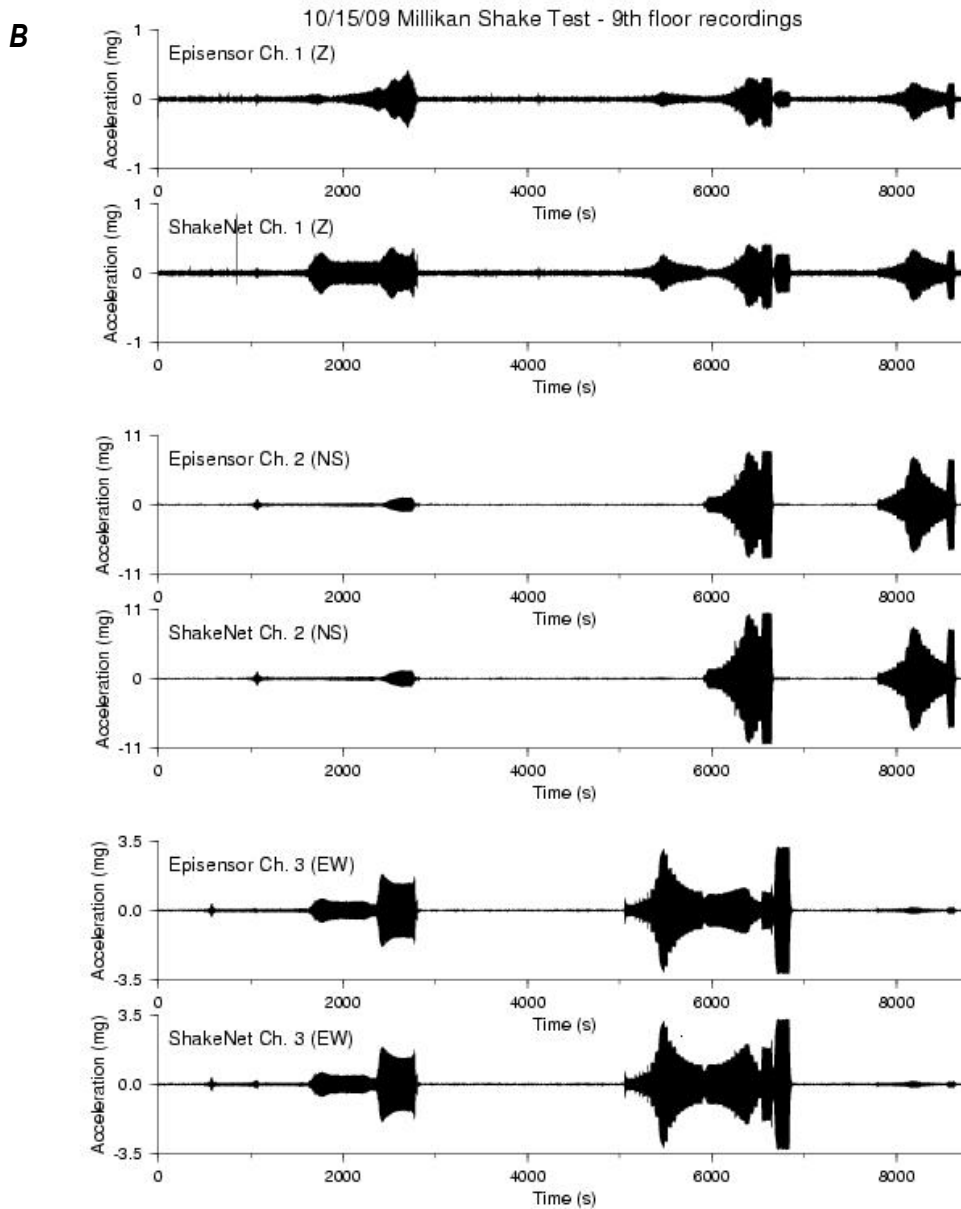 B
10/15/09 Millikan Shake Test - 9th floor recordings
Acceleration (mg)
1
0
-1
Episensor Ch. 1 (Z)
0 2000 4000 6000 8000
Time (s)
Acceleration (mg)
1
0
-1
ShakeNet Ch. 1 (Z)
0 2000 4000 6000 8000
Time (s)
Acceleration (mg)
11
0
-11
Episensor Ch. 2 (NS)
0 2000 4000 6000 8000
Time (s)
Acceleration (mg)
11
0
-11
ShakeNet Ch. 2 (NS)
0 2000 4000 6000 8000
Time (s)
Acceleration (mg)
3.5
0.0
-3.5
Episensor Ch. 3 (EW)
0 2000 4000 6000 8000
Time (s)
Acceleration (mg)
3.5
0.0
-3.5
ShakeNet Ch. 3 (EW)
0 2000 4000 6000 8000
Time (s)